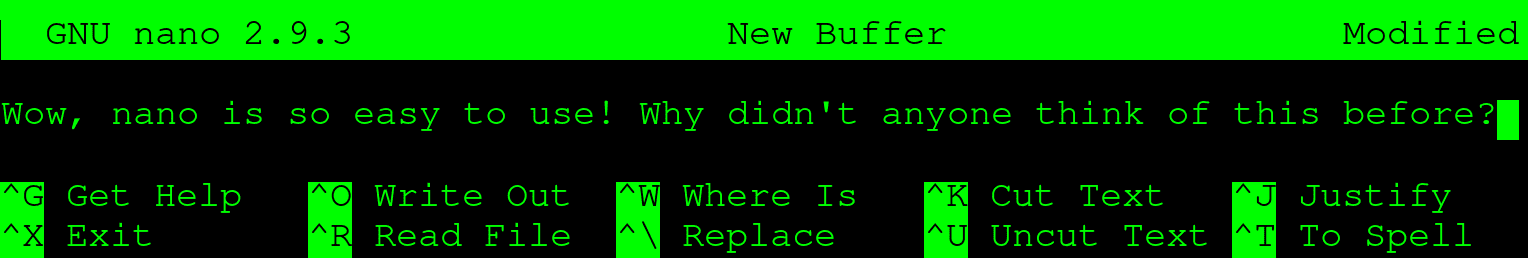 GNU nano 2.9.3 New Buffer Modified
Wow, nano is so easy to use! Why didn't anyone think of this before?
^G Get Help ^O Write Out ^W Where Is ^K Cut Text ^J Justify
^X Exit ^R Read File ^\ Replace ^U Uncut Text ^T To Spell